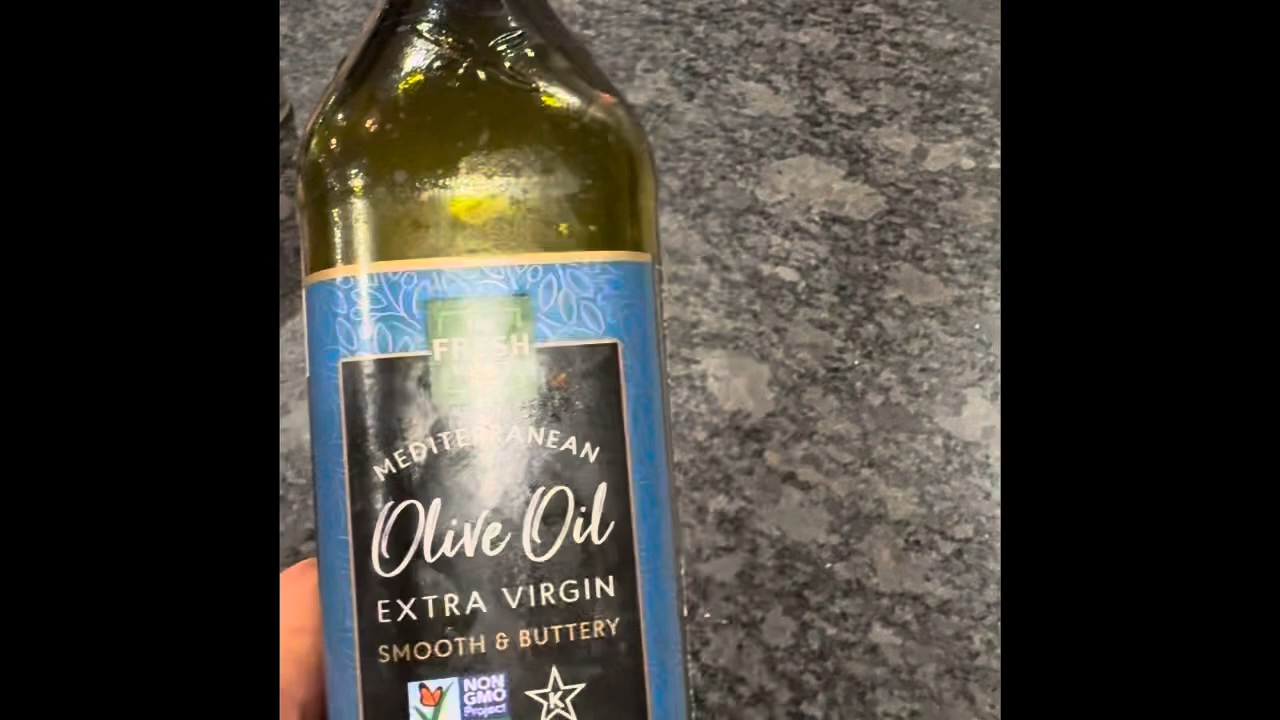 FRESH
MEDITERRANEAN
Olive Oil
EXTRA VIRGIN
SMOOTH & BUTTERY
NON
GMO
Project
K